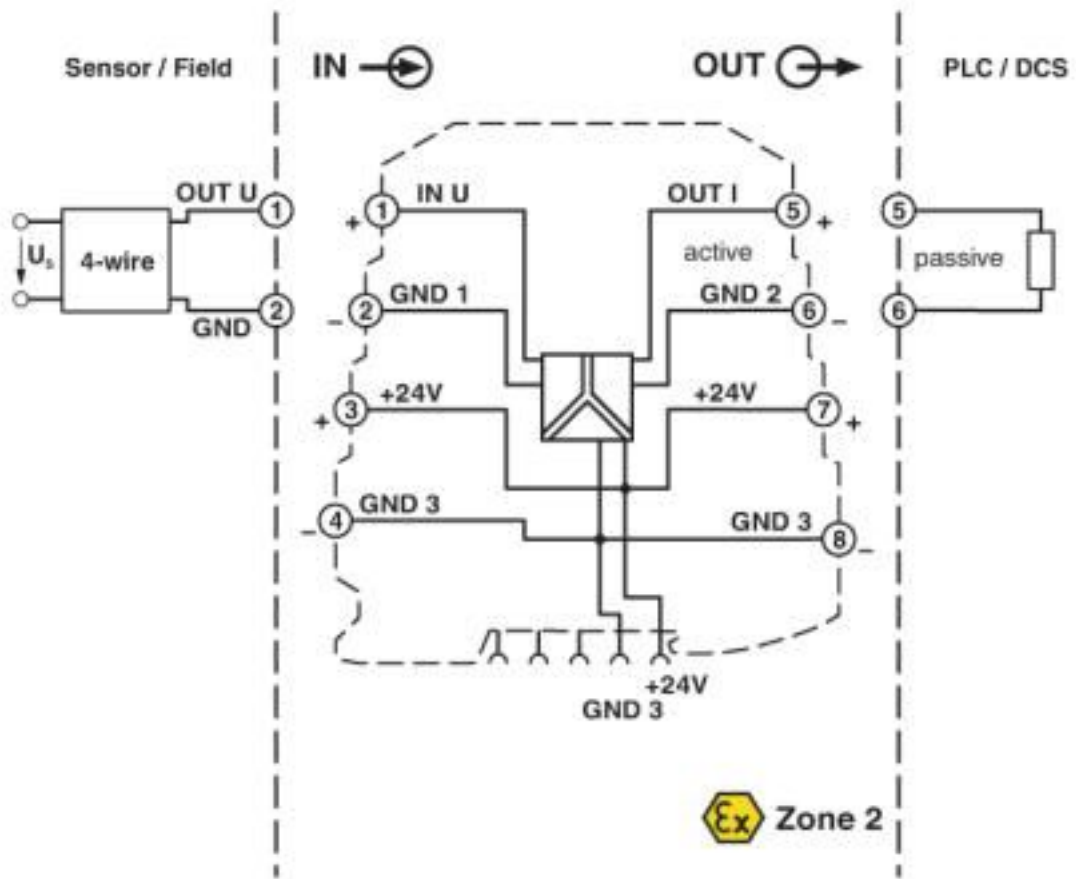 Sensor / Field
IN
OUT
PLC / DCS
OUT U
1
1
IN U
OUT I
5
5
+
+
Us
4-wire
active
passive
GND
2
2
GND 1
GND 2
6
6
-
-
3
+24V
+24V
7
+
+
4
GND 3
GND 3
8
-
-
+24V
GND 3
Ex
Zone 2